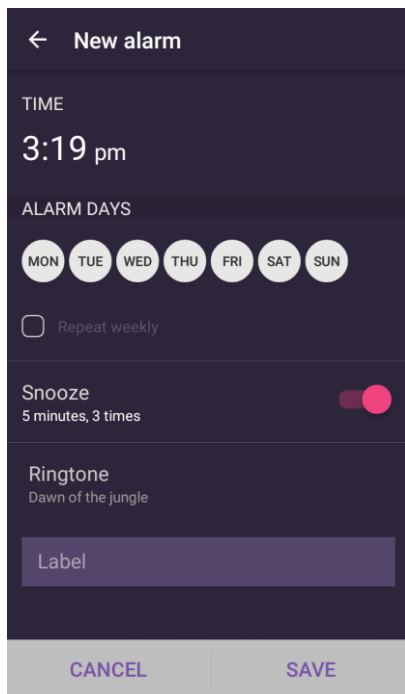 New alarm
TIME
3:19 pm
ALARM DAYS
MON TUE WED THU FRI SAT SUN
Repeat weekly
Snooze
5 minutes, 3 times
Ringtone
Dawn of the jungle
Label
CANCEL SAVE